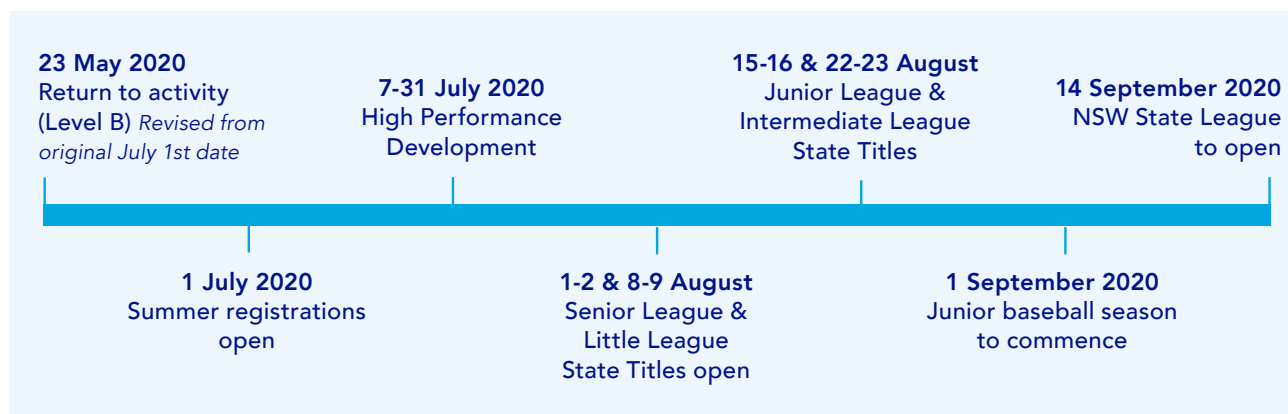 23 May 2020
Return to activity
(Level B) Revised from
original July 1st date
1 July 2020
Summer registrations
open
7-31 July 2020
High Performance
Development
1-2 & 8-9 August
Senior League &
Little League
State Titles open
15-16 & 22-23 August
Junior League &
Intermediate League
State Titles
1 September 2020
Junior baseball season
to commence
14 September 2020
NSW State League
to open